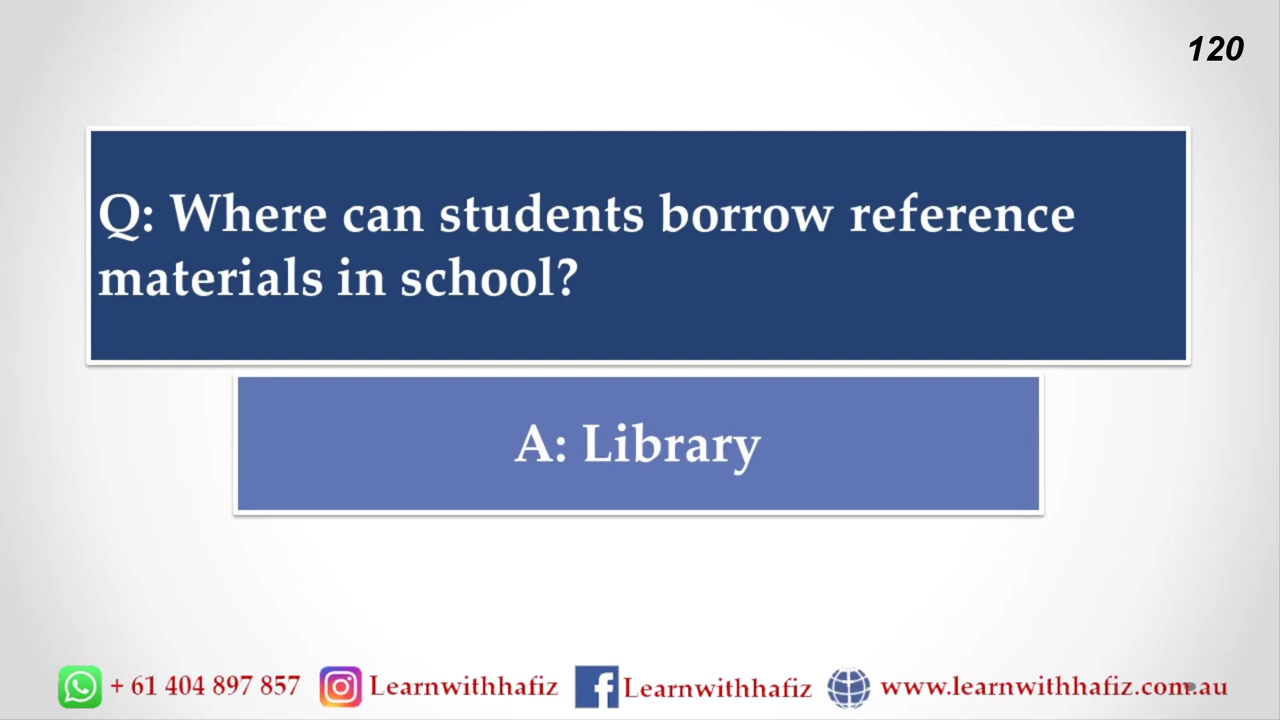 120
Q: Where can students borrow reference
materials in school?
A: Library
+ 61 404 897 857 Learnwithhafiz Learnwithhafiz www.learnwithhafiz.com.au